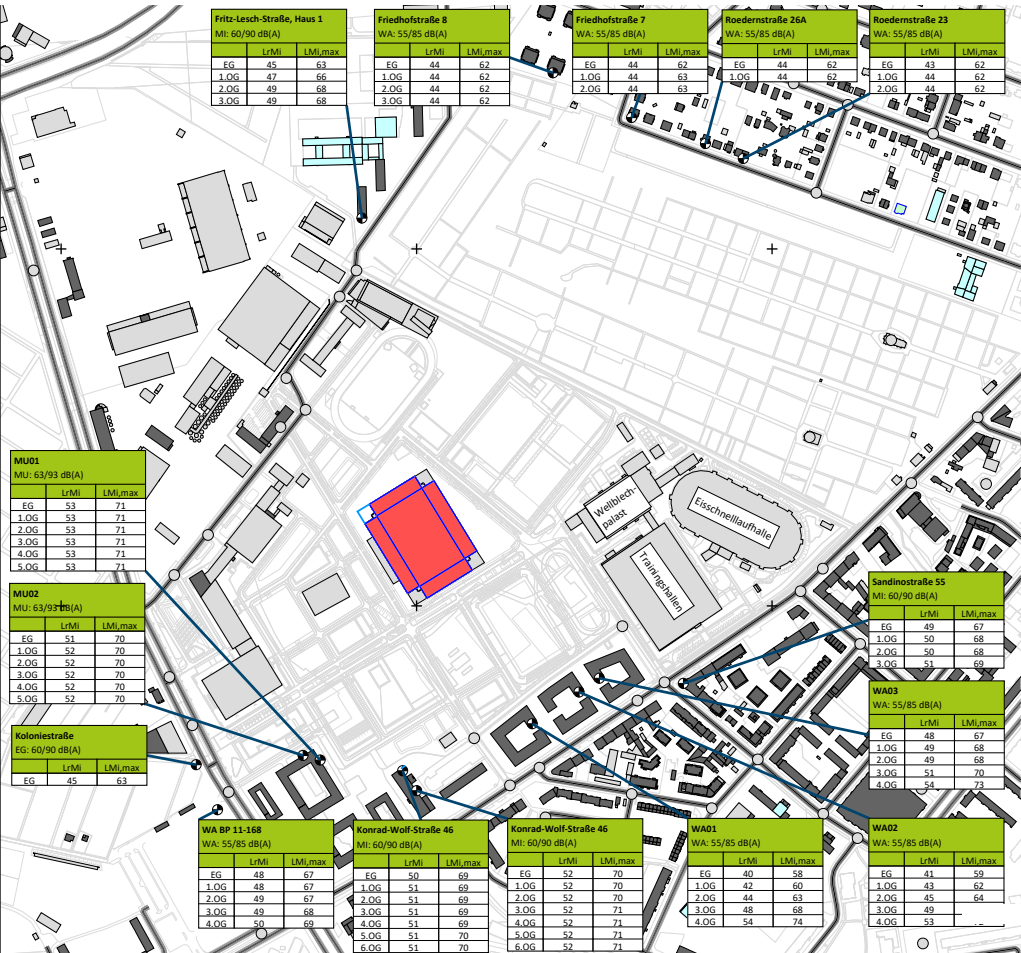 Fritz-Lesch-Straße, Haus 1
MI: 60/90 dB(A)
LrMi LMi,max
EG 45 63
1.OG 47 66
2.OG 49 68
3.OG 49 68
Friedhofstraße 8
WA: 55/85 dB(A)
LrMi LMi,max
EG 44 62
1.OG 44 62
2.OG 44 62
3.OG 44 62
Friedhofstraße 7
WA: 55/85 dB(A)
LrMi LMi,max
EG 44 62
1.OG 44 63
2.OG 44 63
Roedernstraße 26A
WA: 55/85 dB(A)
LrMi LMi,max
EG 44 62
1.OG 44 62
Roedernstraße 23
WA: 55/85 dB(A)
LrMi LMi,max
EG 43 62
1.OG 44 62
2.OG 44 62
MU01
MU: 63/93 dB(A)
LrMi LMi,max
EG 53 71
1.OG 53 71
2.OG 53 71
3.OG 53 71
4.OG 53 71
5.OG 53 71
Wellblech-
palast
Eisschnellaufhalle
Trainingshallen
MU02
MU: 63/93 dB(A)
LrMi LMi,max
EG 51 70
1.OG 52 70
2.OG 52 70
3.OG 52 70
4.OG 52 70
5.OG 52 70
Sandinostraße 55
MI: 60/90 dB(A)
LrMi LMi,max
EG 49 67
1.OG 50 68
2.OG 50 68
3.OG 51 69
WA03
WA: 55/85 dB(A)
LrMi LMi,max
EG 48 67
1.OG 49 68
2.OG 49 68
3.OG 51 70
4.OG 54 73
Koloniestraße
EG: 60/90 dB(A)
LrMi LMi,max
EG 45 63
WA BP 11-168
WA: 55/85 dB(A)
LrMi LMi,max
EG 48 67
1.OG 48 67
2.OG 49 67
3.OG 49 68
4.OG 50 69
Konrad-Wolf-Straße 46
MI: 60/90 dB(A)
LrMi LMi,max
EG 50 69
1.OG 51 69
2.OG 51 69
3.OG 51 69
4.OG 51 69
5.OG 51 70
6.OG 51 70
Konrad-Wolf-Straße 46
MI: 60/90 dB(A)
LrMi LMi,max
EG 52 70
1.OG 52 70
2.OG 52 70
3.OG 52 71
4.OG 52 71
5.OG 52 71
6.OG 52 71
WA01
WA: 55/85 dB(A)
LrMi LMi,max
EG 40 58
1.OG 42 60
2.OG 44 63
3.OG 48 68
4.OG 54 74
WA02
WA: 55/85 dB(A)
LrMi LMi,max
EG 41 59
1.OG 43 62
2.OG 45 64
3.OG 49
4.OG 53